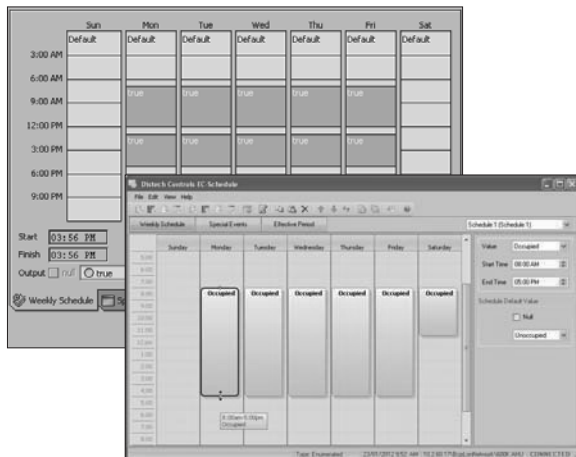 Sun Mon Tue Wed Thu Fri Sat
Default Default Default Default Default Default Default
3:00 AM
6:00 AM
true true true true true
9:00 AM
12:00 PM
true true true true true
3:00 PM
6:00 PM
9:00 PM
Start 03:56 PM
Finish 03:56 PM
Output null true
Weekly Schedule
Distech Controls EC-Schedule
File Edit View Help
Weekly Schedule Special Events Effective Period Schedule 1 (Schedule 1)
Sunday Monday Tuesday Wednesday Thursday Friday Saturday
Value Occupied
Start Time 08:00 AM
End Time 05:00 PM
Schedule Default Value
Null
Unoccupied
Occupied Occupied Occupied Occupied Occupied Occupied
8:00am-5:00pm
Occupied
Type: Enumerated 22/01/2012 9:52 AM CONNECTED